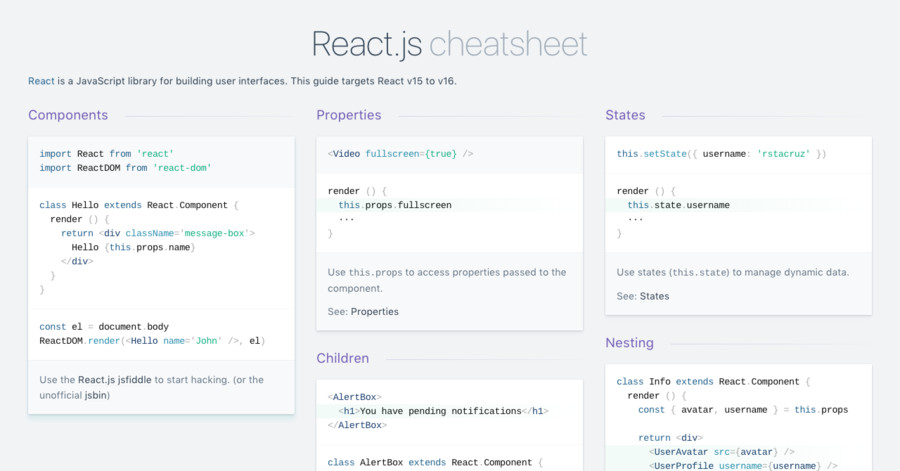 React.js cheatsheet
React is a JavaScript library for building user interfaces. This guide targets React v15 to v16.
Components
import React from 'react'
import ReactDOM from 'react-dom'
class Hello extends React.Component {
render () {
return <div className='message-box'>
Hello {this.props.name}
</div>
}
}
const el = document.body
ReactDOM.render(<Hello name='John' />, el)
Use the React.js jsfiddle to start hacking. (or the
unofficial jsbin)
Properties
<Video fullscreen={true} />
render () {
this.props.fullscreen
...
}
Use this.props to access properties passed to the
component.
See: Properties
Children
<AlertBox>
<h1>You have pending notifications</h1>
</AlertBox>
class AlertBox extends React.Component {
States
this.setState({ username: 'rstacruz' })
render () {
this.state.username
...
}
Use states (this.state) to manage dynamic data.
See: States
Nesting
class Info extends React.Component {
render () {
const { avatar, username } = this.props
return <div>
<UserAvatar src={avatar} />
<UserProfile username={username} />